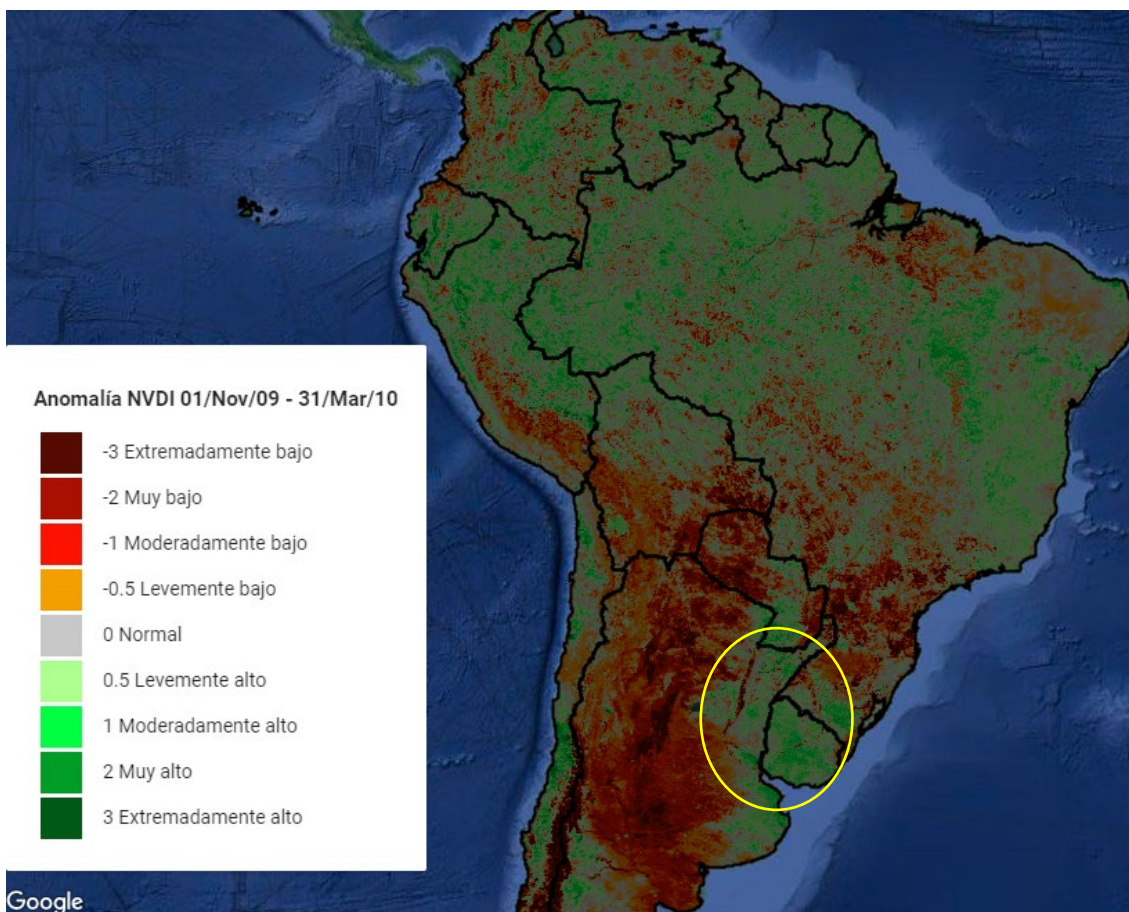 Anomalía NVDI 01/Nov/09 - 31/Mar/10
-3 Extremadamente bajo
-2 Muy bajo
-1 Moderadamente bajo
-0.5 Levemente bajo
0 Normal
0.5 Levemente alto
1 Moderadamente alto
2 Muy alto
3 Extremadamente alto
Google